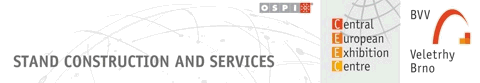 OSPI
STAND CONSTRUCTION AND SERVICES
Central
European
Exhibition
Centre
BVV
Veletrhy
Brno